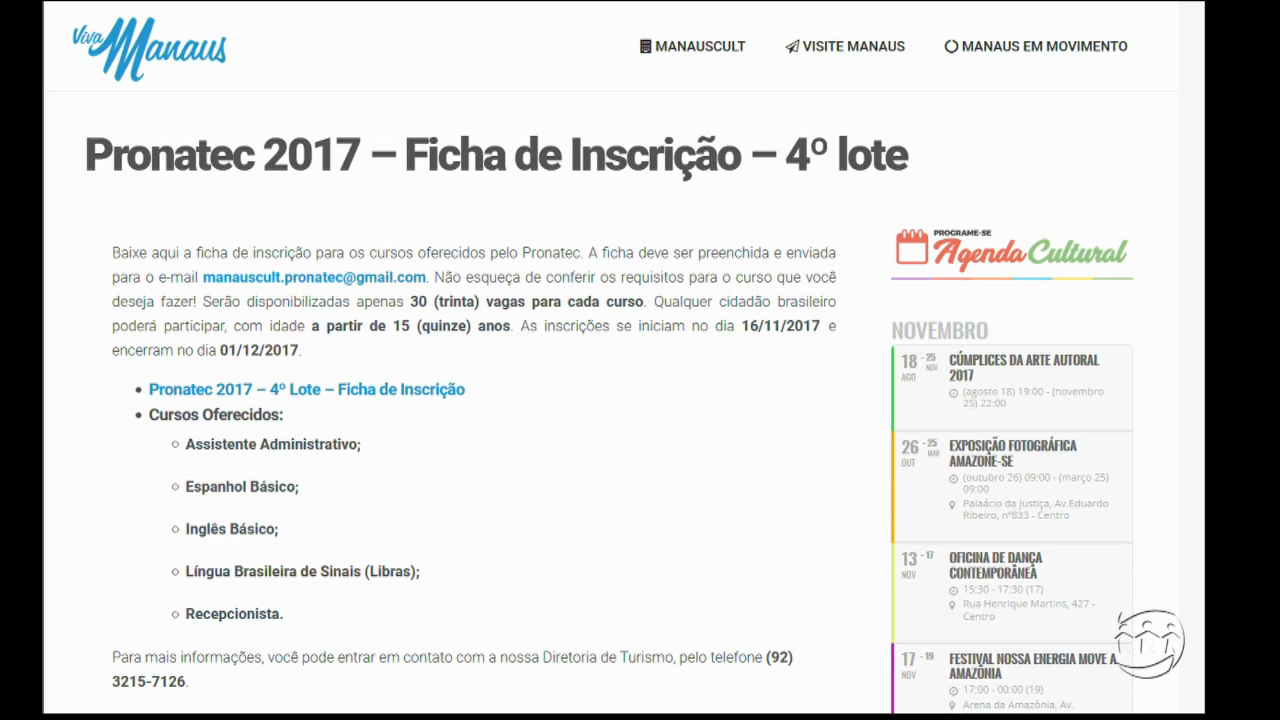 Viva Manaus
MANAUSCULT
VISITE MANAUS
MANAUS EM MOVIMENTO
Pronatec 2017 – Ficha de Inscrição – 4º lote
Baixe aqui a ficha de inscrição para os cursos oferecidos pelo Pronatec. A ficha deve ser preenchida e enviada
para o e-mail manauscult.pronatec@gmail.com. Não esqueça de conferir os requisitos para o curso que você
deseja fazer! Serão disponibilizadas apenas 30 (trinta) vagas para cada curso. Qualquer cidadão brasileiro
poderá participar, com idade a partir de 15 (quinze) anos. As inscrições se iniciam no dia 16/11/2017 e
encerram no dia 01/12/2017.
Pronatec 2017 – 4º Lote – Ficha de Inscrição
Cursos Oferecidos:
Assistente Administrativo;
Espanhol Básico;
Inglês Básico;
Língua Brasileira de Sinais (Libras);
Recepcionista.
Para mais informações, você pode entrar em contato com a nossa Diretoria de Turismo, pelo telefone (92)
3215-7126.
PROGRAME-SE
Agenda Cultural
NOVEMBRO
18 - 25 CÚMPLICES DA ARTE AUTORAL
AGO NOV 2017
(agosto 18) 19:00 - (novembro
25) 22:00
26 - 25 EXPOSIÇÃO FOTOGRÁFICA
OUT MAR AMAZONE-SE
(outubro 26) 09:00 - (março 25)
09:00
Palaácio da Justiça, Av.Eduardo
Ribeiro, nº833 - Centro
13 - 17 OFICINA DE DANÇA
NOV CONTEMPORÂNEA
15:30 - 17:30 (17)
Rua Henrique Martins, 427 -
Centro
17 - 19 FESTIVAL NOSSA ENERGIA MOVE A
NOV AMAZÔNIA
17:00 - 00:00 (19)
Arena da Amazônia, Av.